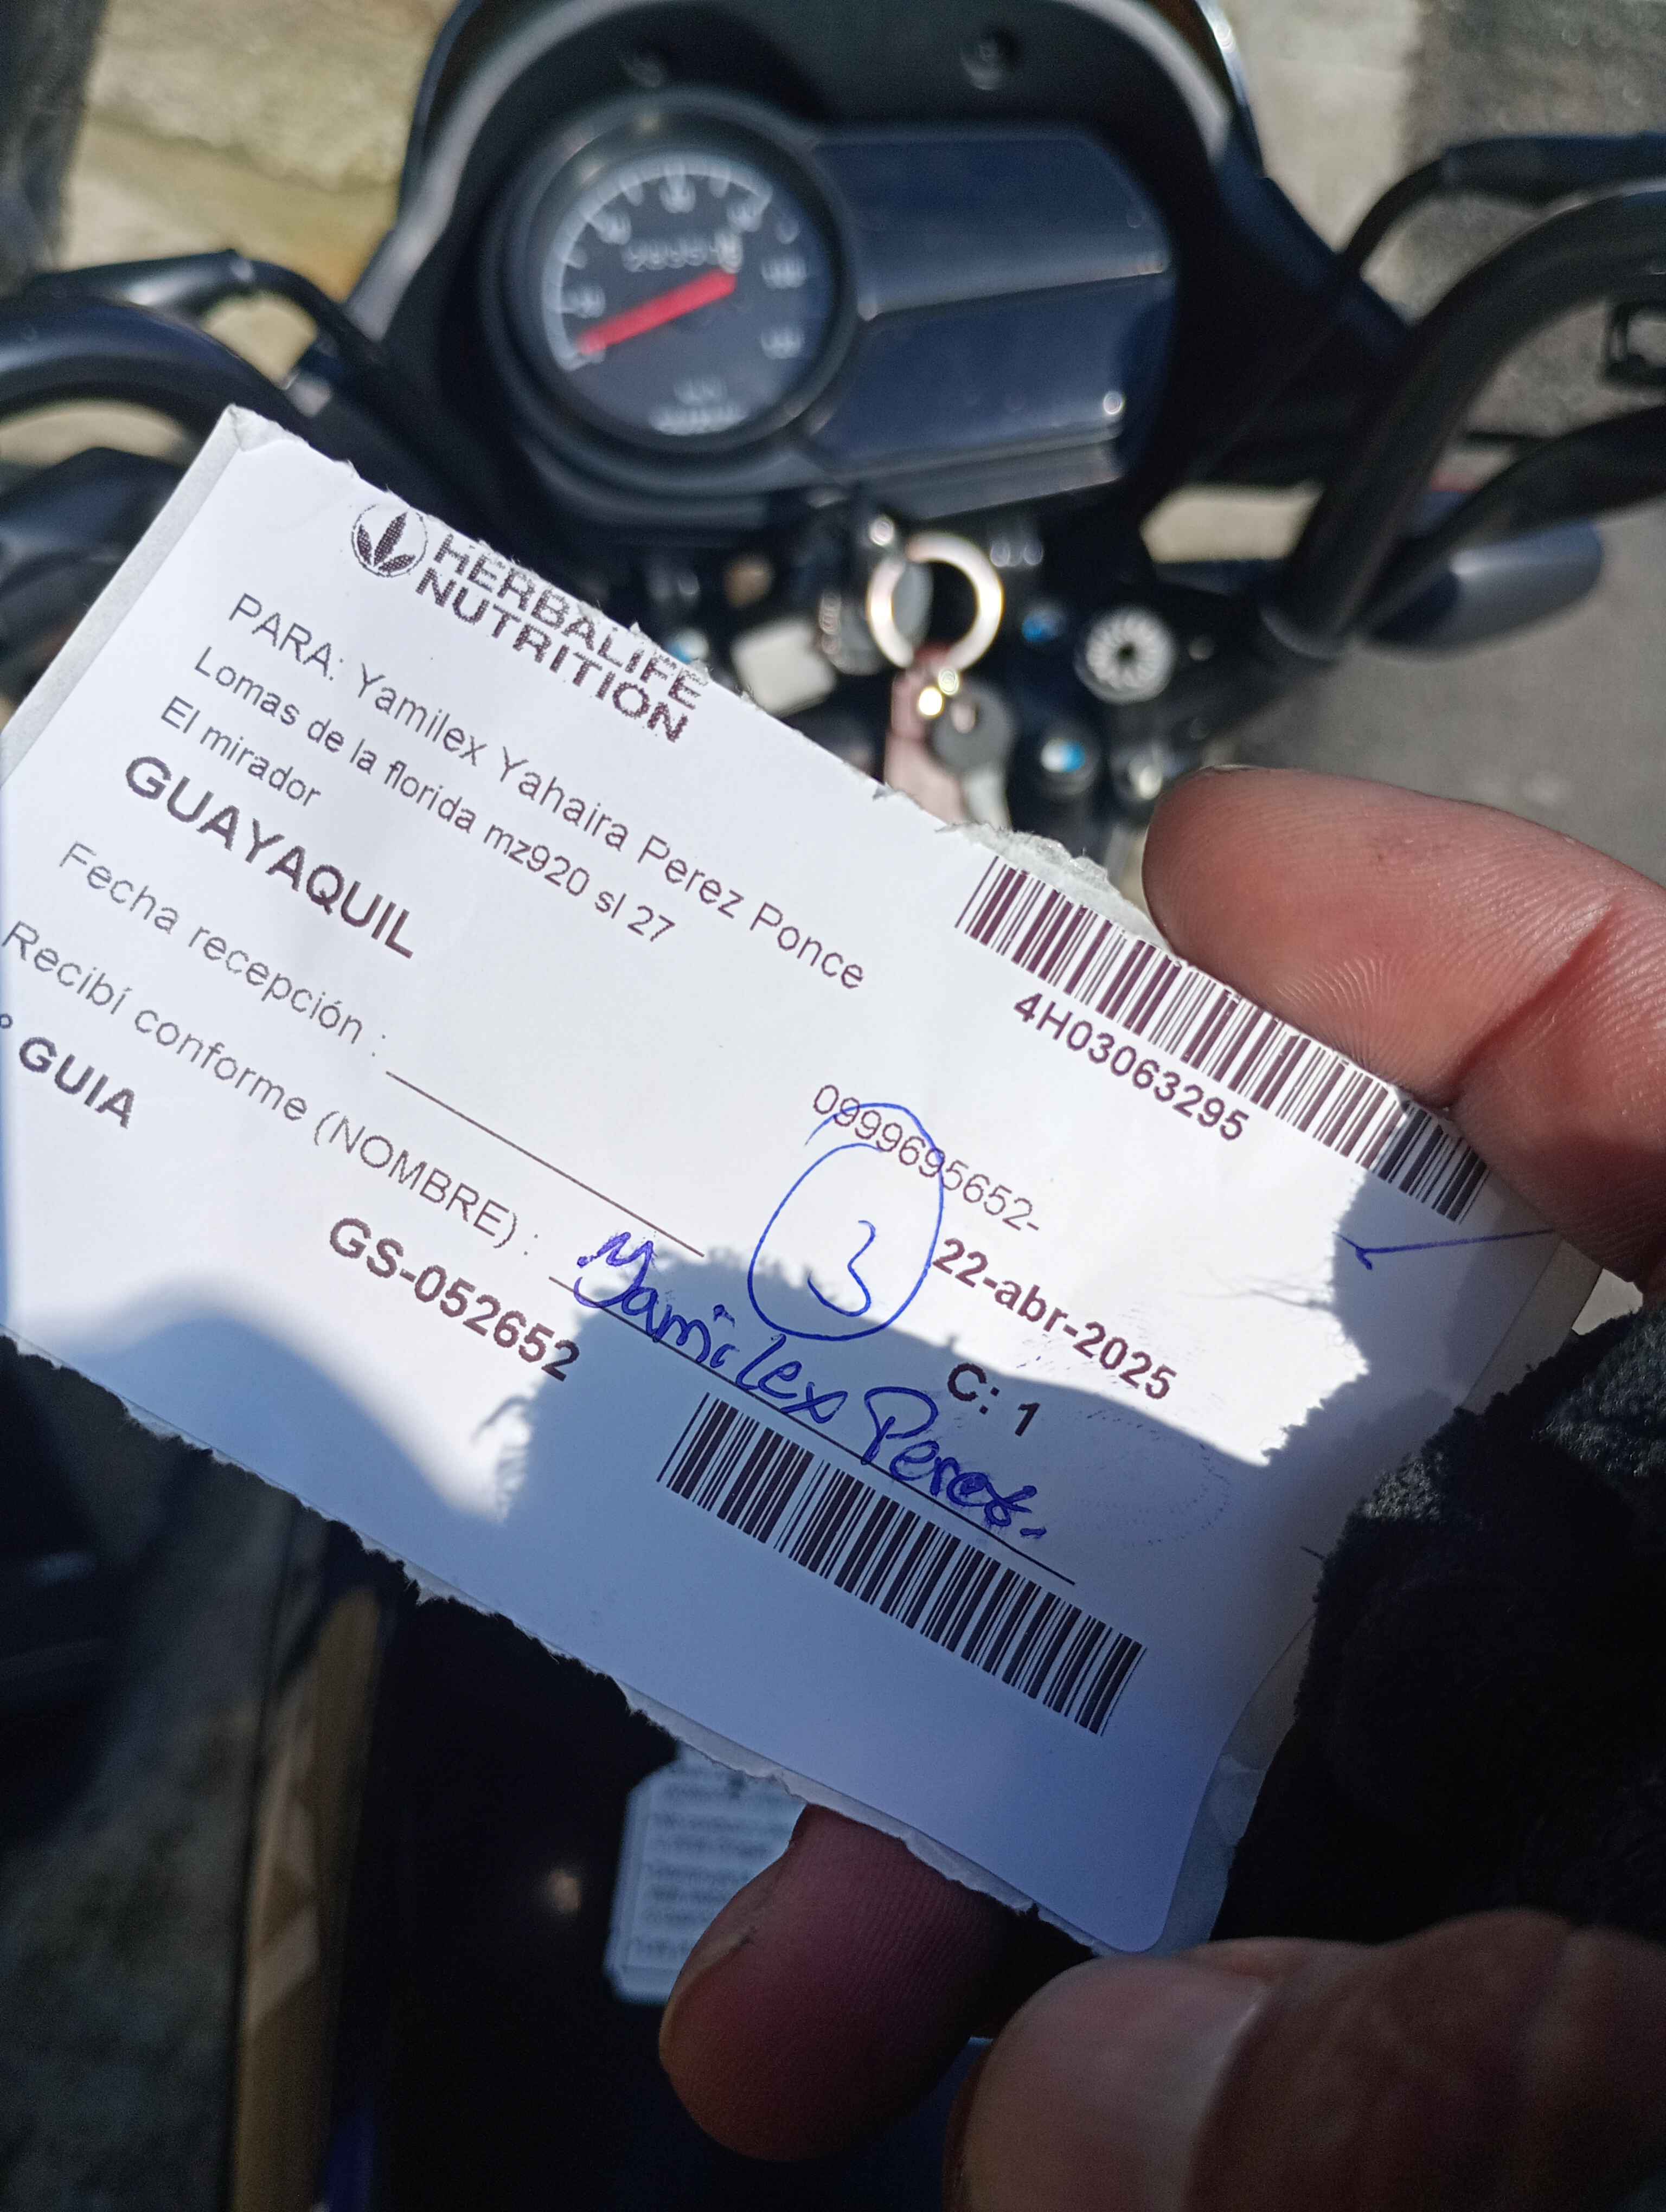 HERBALIFE
NUTRITION
PARA: Yamilex Yahaira Perez Ponce
Lomas de la florida mz920 sl 27
El mirador
GUAYAQUIL
4H03063295
0999695652-
Fecha recepción :
3
22-abr-2025
Recibí conforme (NOMBRE) : Yamilex Perez.
C: 1
° GUIA
GS-052652